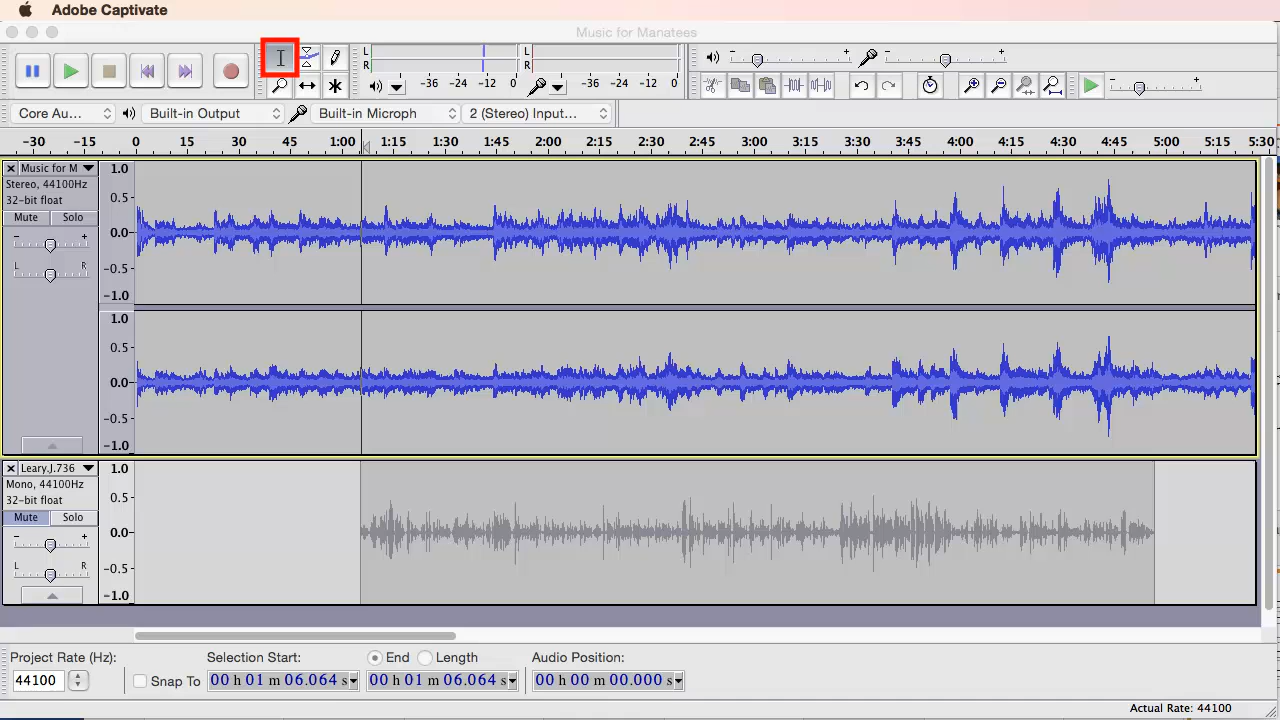 Adobe Captivate
Music for Manatees
L
R
-36 -24 -12 0
L
R
-36 -24 -12 0
- +
- +
- +
Core Au... Built-in Output Built-in Microph 2 (Stereo) Input...
-30 -15 0 15 30 45 1:00 1:15 1:30 1:45 2:00 2:15 2:30 2:45 3:00 3:15 3:30 3:45 4:00 4:15 4:30 4:45 5:00 5:15 5:30
Music for M
Stereo, 44100Hz
32-bit float
Mute Solo
- +
L R
1.0
0.5
0.0
-0.5
-1.0
1.0
0.5
0.0
-0.5
-1.0
Leary.J.736
Mono, 44100Hz
32-bit float
Mute Solo
- +
L R
1.0
0.5
0.0
-0.5
-1.0
Project Rate (Hz): Selection Start: End Length Audio Position:
44100 Snap To 00 h 01 m 06.064 s 00 h 01 m 06.064 s 00 h 00 m 00.000 s
Actual Rate: 44100